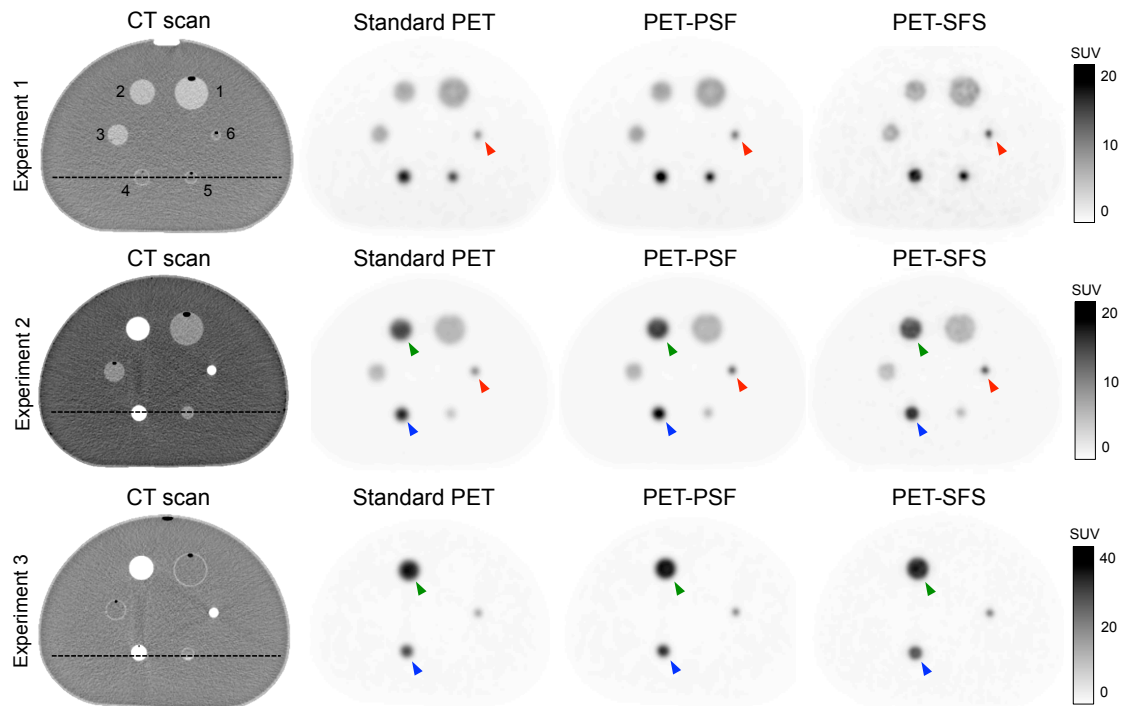 CT scan Standard PET PET-PSF PET-SFS
SUV
Experiment 1
2 1
3 6
4 5
20
10
0
CT scan Standard PET PET-PSF PET-SFS
SUV
Experiment 2
20
10
0
CT scan Standard PET PET-PSF PET-SFS
SUV
Experiment 3
40
20
0